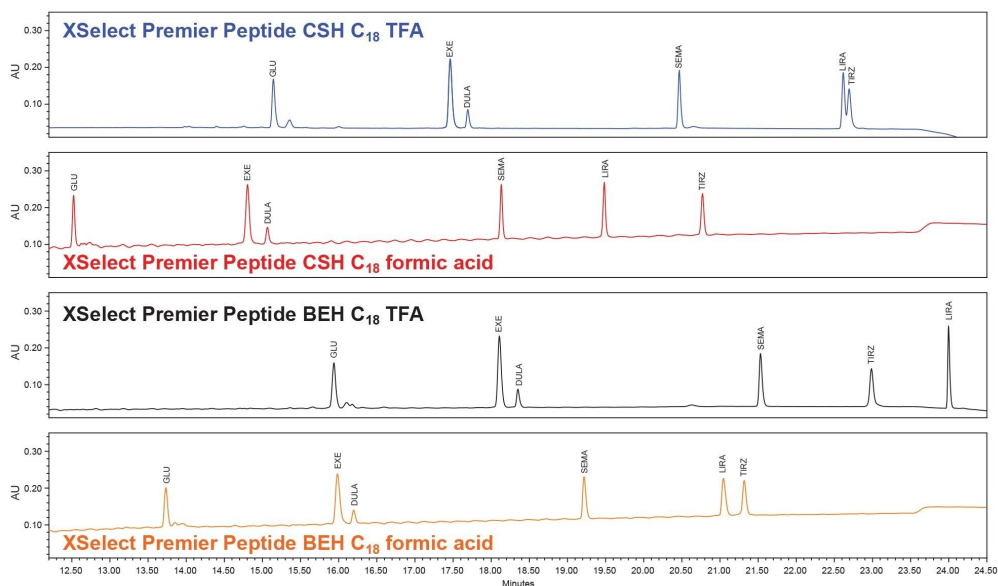 XSelect Premier Peptide CSH C18 TFA
AU
0.30
0.20
0.10
GLU
EXE
DULA
SEMA
LIRA
TIRZ
AU
0.30
0.20
0.10
GLU
EXE
DULA
SEMA
LIRA
TIRZ
XSelect Premier Peptide CSH C18 formic acid
XSelect Premier Peptide BEH C18 TFA
AU
0.30
0.20
0.10
GLU
EXE
DULA
SEMA
TIRZ
LIRA
AU
0.30
0.20
0.10
GLU
EXE
DULA
SEMA
LIRA
TIRZ
XSelect Premier Peptide BEH C18 formic acid
12.50 13.00 13.50 14.00 14.50 15.00 15.50 16.00 16.50 17.00 17.50 18.00 18.50 19.00 19.50 20.00 20.50 21.00 21.50 22.00 22.50 23.00 23.50 24.00 24.50
Minutes